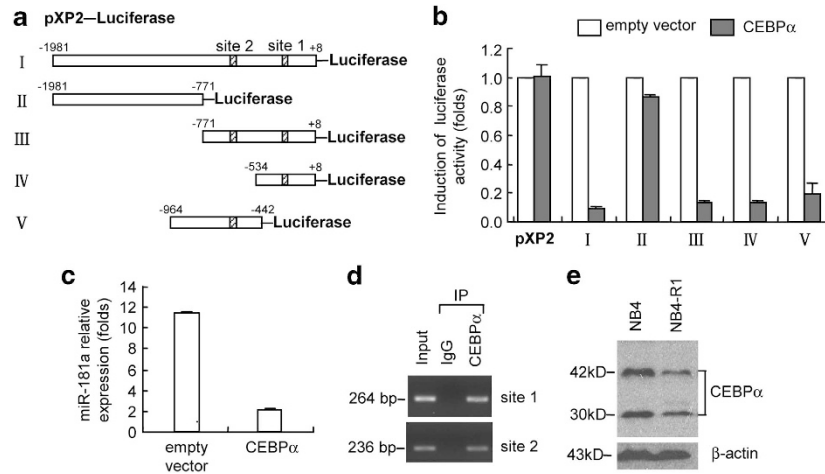 a
pXP2–Luciferase
-1981
site 2
site 1
+8
I
Luciferase
-1981
-771
II
Luciferase
-771
+8
III
Luciferase
-534
+8
IV
Luciferase
-964
-442
V
Luciferase
b
empty vector
CEBPα
Induction of luciferase
activity (folds)
1.2
1.0
0.8
0.6
0.4
0.2
0.0
pXP2
I
II
III
IV
V
c
miR-181a relative
expression (folds)
14
12
10
8
6
4
2
0
empty
vector
CEBPα
d
IP
Input
IgG
CEBPα
264 bp
site 1
236 bp
site 2
e
NB4
NB4-R1
42kD
CEBPα
30kD
43kD
β-actin